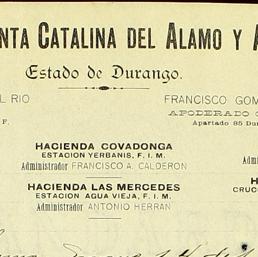 NTA CATALINA DEL ALAMO Y A
Estado de Durango.
L RIO
FRANCISCO GOM
APODERADO G
F.
Apartado 85 Du
HACIENDA COVADONGA
ESTACION YERBANIS, F. I. M.
Administrador FRANCISCO A. CALDERON
H
HACIENDA LAS MERCEDES
CRUC
ESTACION AGUA VIEJA, F. I. M.
Administrador ANTONIO HERRAN